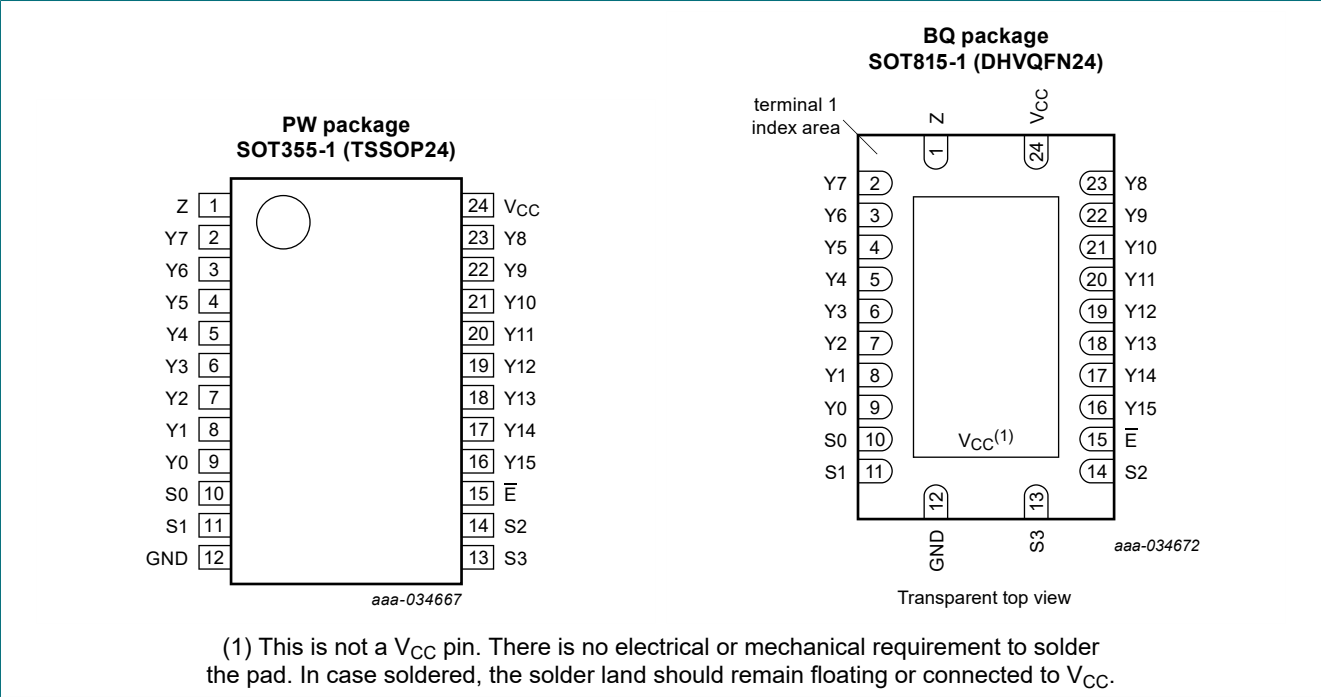 PW package
SOT355-1 (TSSOP24)
Z 1
Y7 2
Y6 3
Y5 4
Y4 5
Y3 6
Y2 7
Y1 8
Y0 9
S0 10
S1 11
GND 12
24 VCC
23 Y8
22 Y9
21 Y10
20 Y11
19 Y12
18 Y13
17 Y14
16 Y15
15 E̅
14 S2
13 S3
aaa-034667
BQ package
SOT815-1 (DHVQFN24)
terminal 1
index area
Z
1
VCC
24
Y7 2
Y6 3
Y5 4
Y4 5
Y3 6
Y2 7
Y1 8
Y0 9
S0 10
S1 11
23 Y8
22 Y9
21 Y10
20 Y11
19 Y12
18 Y13
17 Y14
16 Y15
15 E̅
14 S2
VCC(1)
12
GND
13
S3
aaa-034672
Transparent top view
(1) This is not a VCC pin. There is no electrical or mechanical requirement to solder
the pad. In case soldered, the solder land should remain floating or connected to VCC.